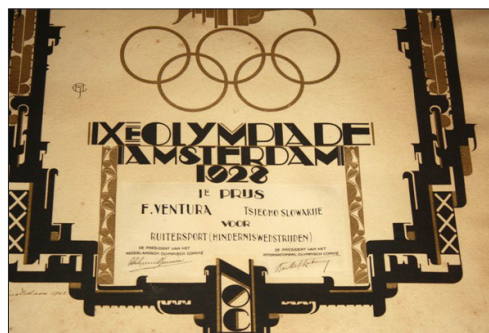 IXE OLYMPIADE
AMSTERDAM
1928
1E PRIJS
F. VENTURA TSJECHO SLOWAKIJE
VOOR
RUITERSPORT (HINDERNISWEDSTRIJDEN)
DE PRESIDENT VAN HET DE PRESIDENT VAN HET
NEDERLANDSCH OLYMPISCH COMITÉ INTERNATIONAAL OLYMPISCH COMITÉ
NOC